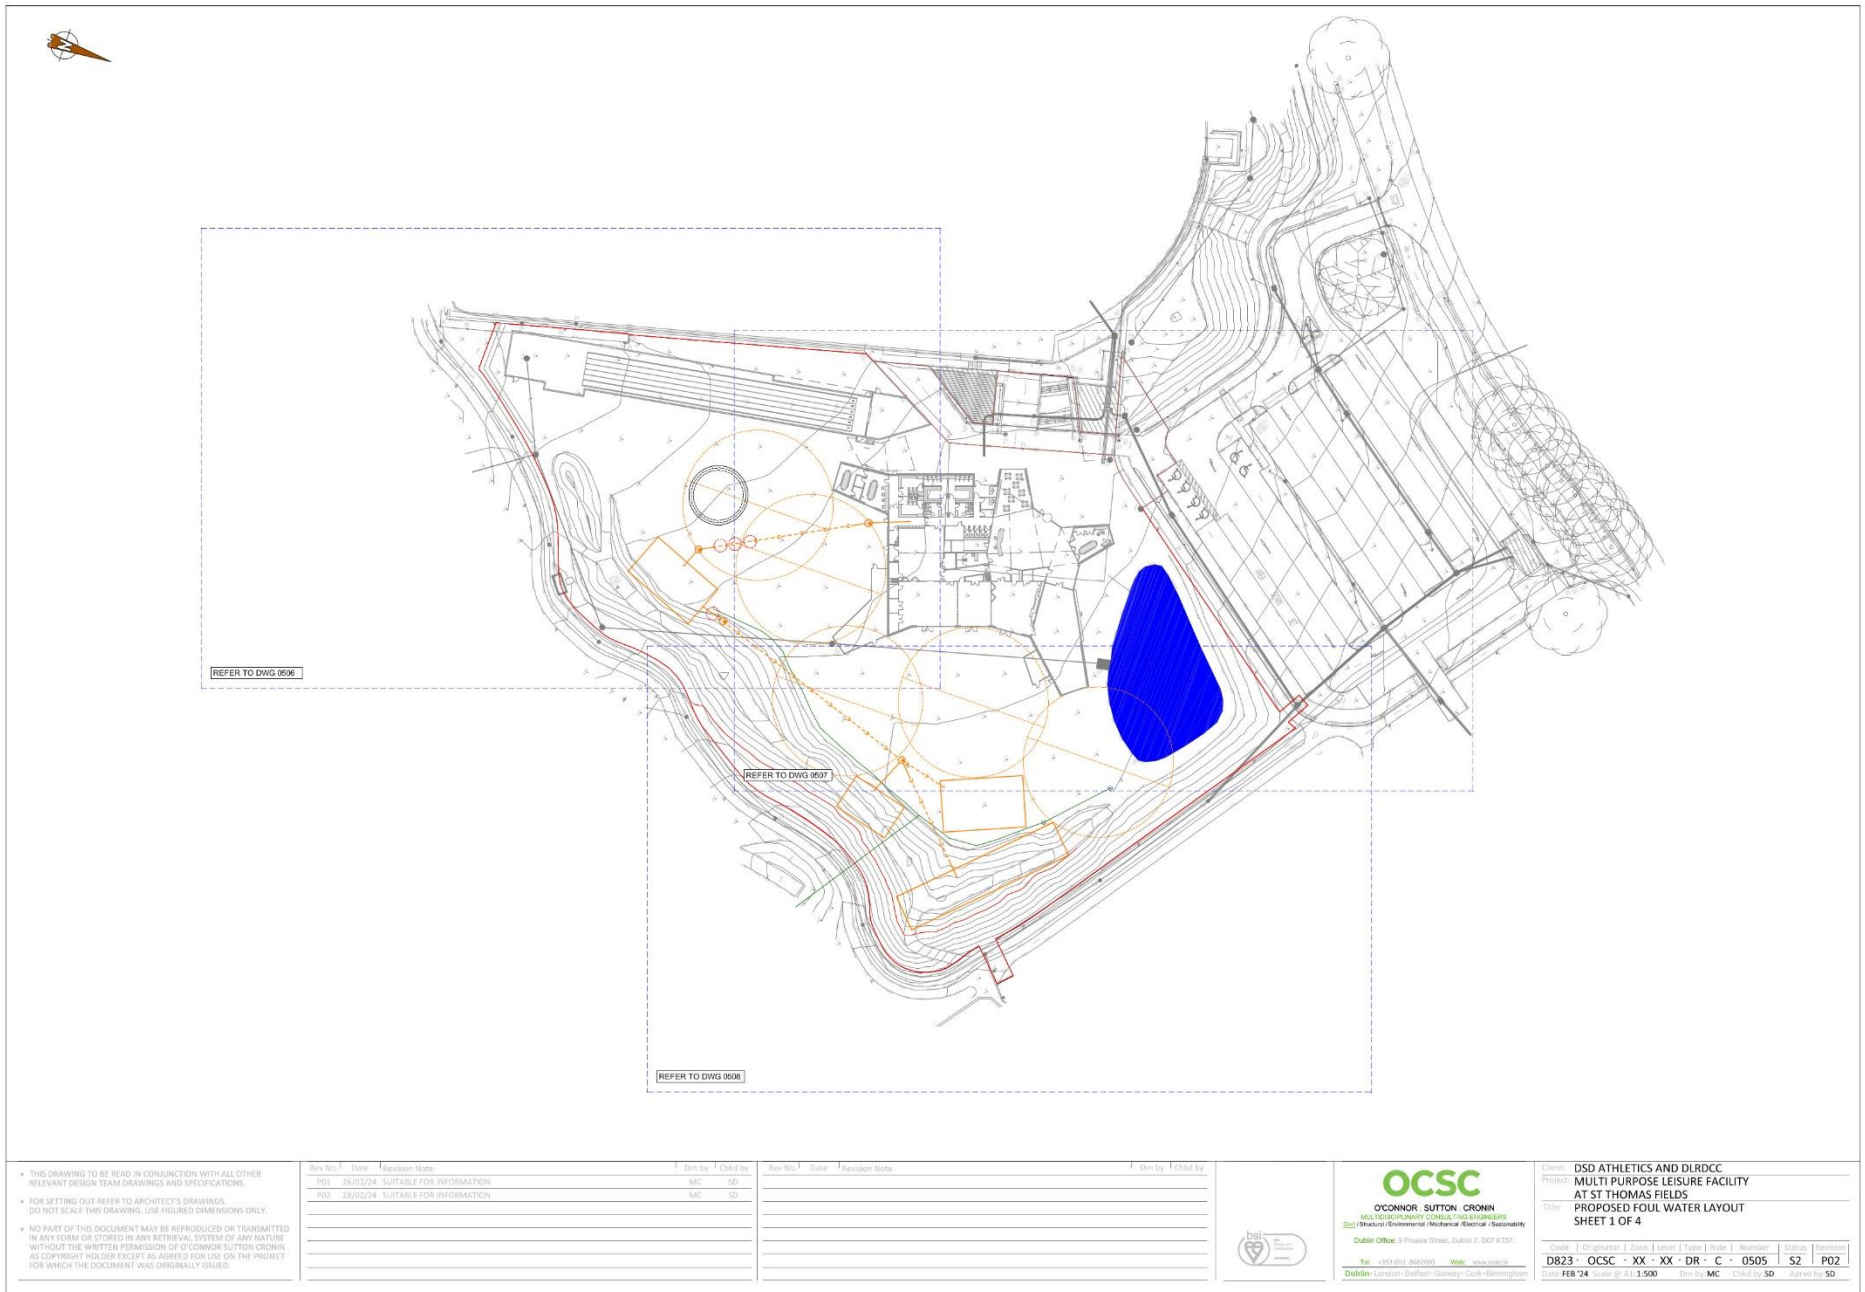 N
REFER TO DWG 0506
REFER TO DWG 0507
REFER TO DWG 0508
• THIS DRAWING TO BE READ IN CONJUNCTION WITH ALL OTHER
RELEVANT DESIGN TEAM DRAWINGS AND SPECIFICATIONS.
• FOR SETTING OUT REFER TO ARCHITECT'S DRAWINGS.
DO NOT SCALE THIS DRAWING. USE FIGURED DIMENSIONS ONLY.
• NO PART OF THIS DOCUMENT MAY BE REPRODUCED OR TRANSMITTED
IN ANY FORM OR STORED IN ANY RETRIEVAL SYSTEM OF ANY NATURE
WITHOUT THE WRITTEN PERMISSION OF O'CONNOR SUTTON CRONIN
AS COPYRIGHT HOLDER EXCEPT AS AGREED FOR USE ON THE PROJECT
FOR WHICH THE DOCUMENT WAS ORIGINALLY ISSUED.
Rev No. Date Revision Note Drn by Chkd by
P01 26/02/24 SUITABLE FOR INFORMATION MC SD
P02 28/02/24 SUITABLE FOR INFORMATION MC SD
Rev No. Date Revision Note Drn by Chkd by
bsi
OCSC
O'CONNOR . SUTTON . CRONIN
MULTIDISCIPLINARY CONSULTING ENGINEERS
Civil / Structural / Environmental / Mechanical / Electrical / Sustainability
Dublin Office: 9 Prussia Street, Dublin 7, D07 KT57.
Tel: +353 (0)1 8682000 Web: www.ocsc.ie
Dublin · London · Belfast · Galway · Cork · Birmingham
Client: DSD ATHLETICS AND DLRDCC
Project: MULTI PURPOSE LEISURE FACILITY
AT ST THOMAS FIELDS
Title: PROPOSED FOUL WATER LAYOUT
SHEET 1 OF 4
Code Originator Zone Level Type Role Number Status Revision
D823 · OCSC · XX · XX · DR · C · 0505 S2 P02
Date: FEB '24 Scale @ A1: 1:500 Drn by: MC Chkd by: SD Aprvd by: SD